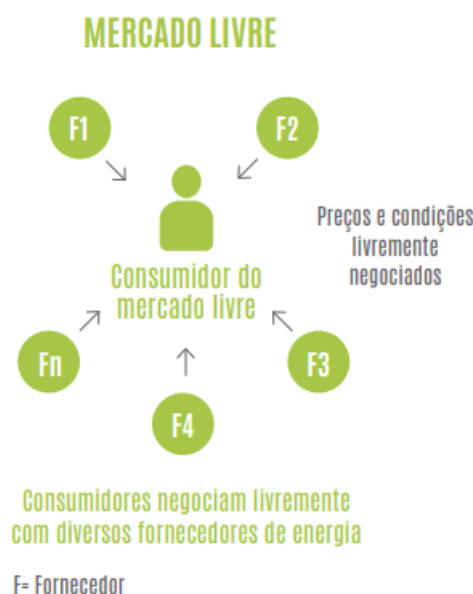 MERCADO LIVRE
F1
F2
Preços e condições
livremente
negociados
Consumidor do
mercado livre
Fn
F3
F4
Consumidores negociam livremente
com diversos fornecedores de energia
F= Fornecedor